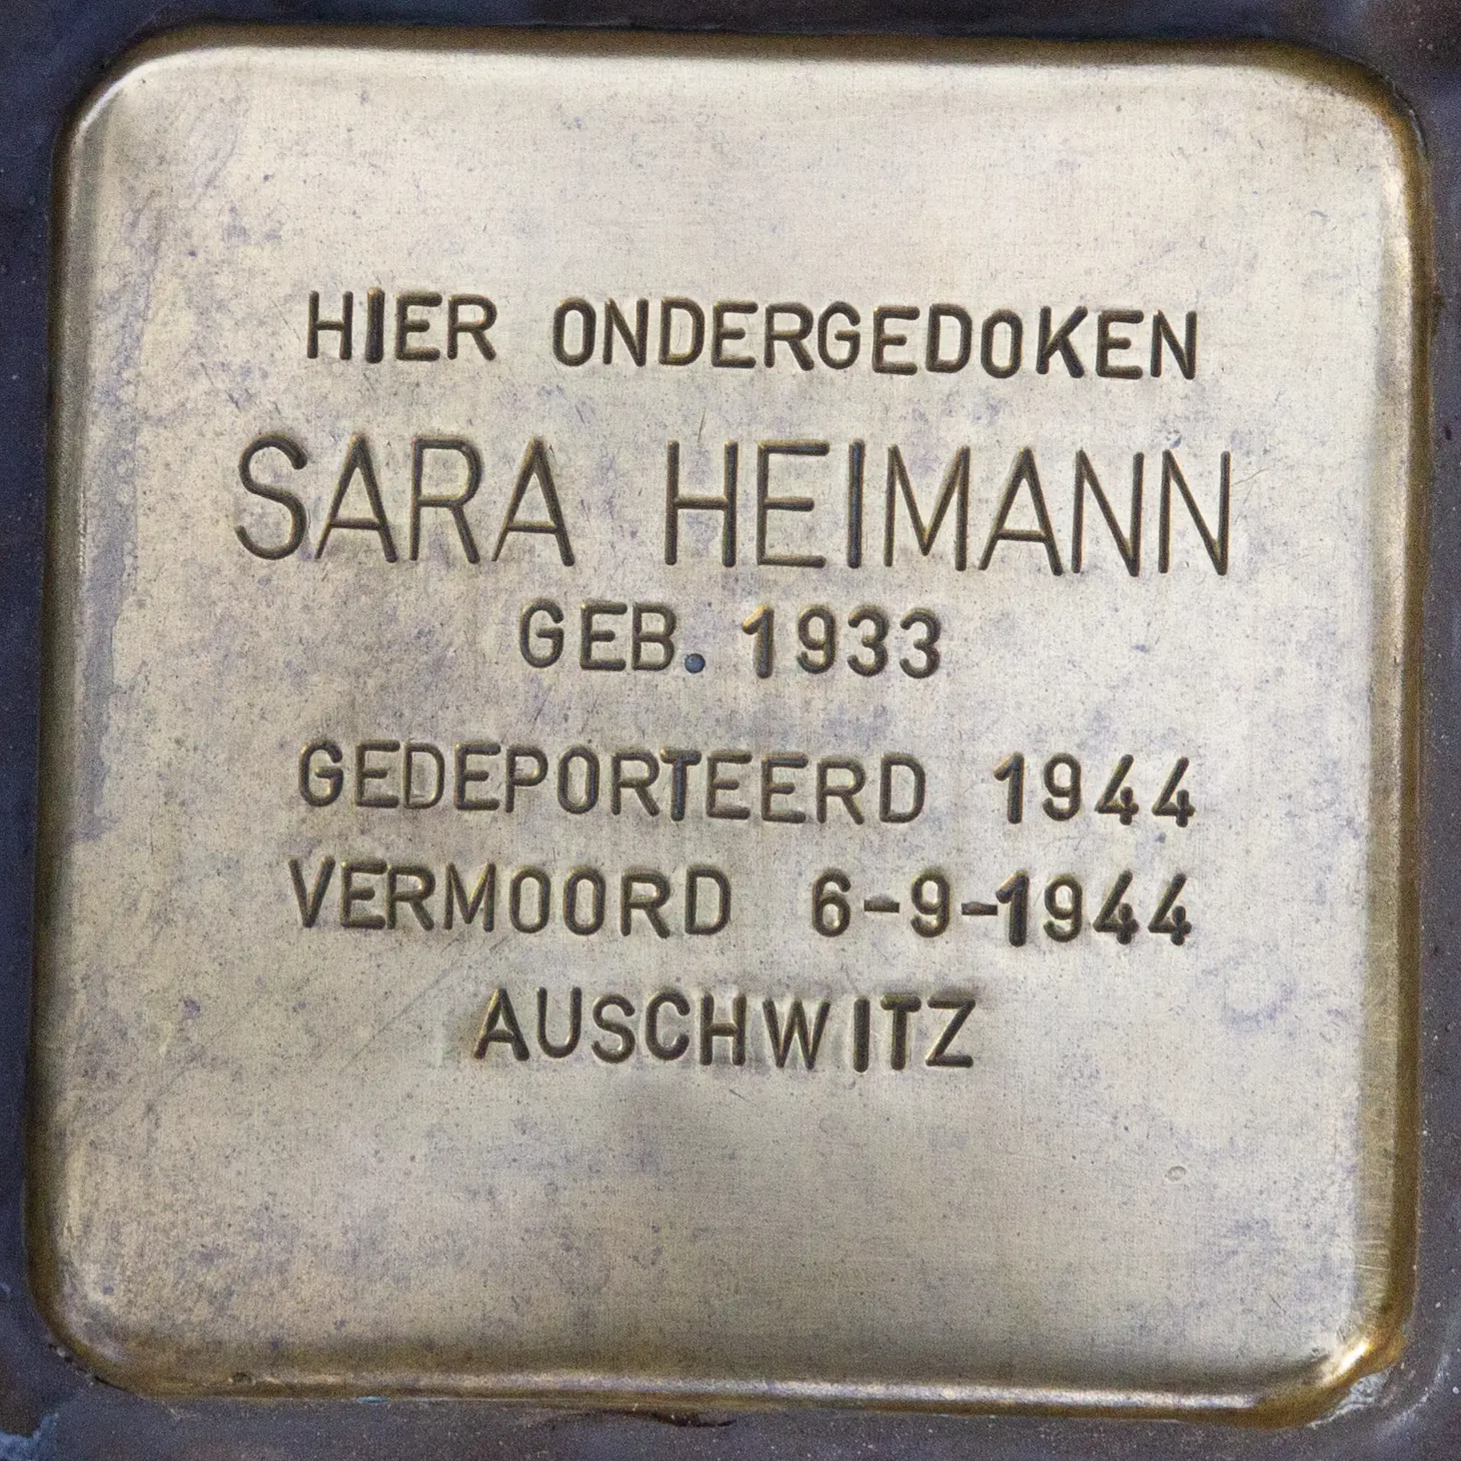 HIER ONDERGEDOKEN
SARA HEIMANN
GEB. 1933
GEDEPORTEERD 1944
VERMOORD 6-9-1944
AUSCHWITZ